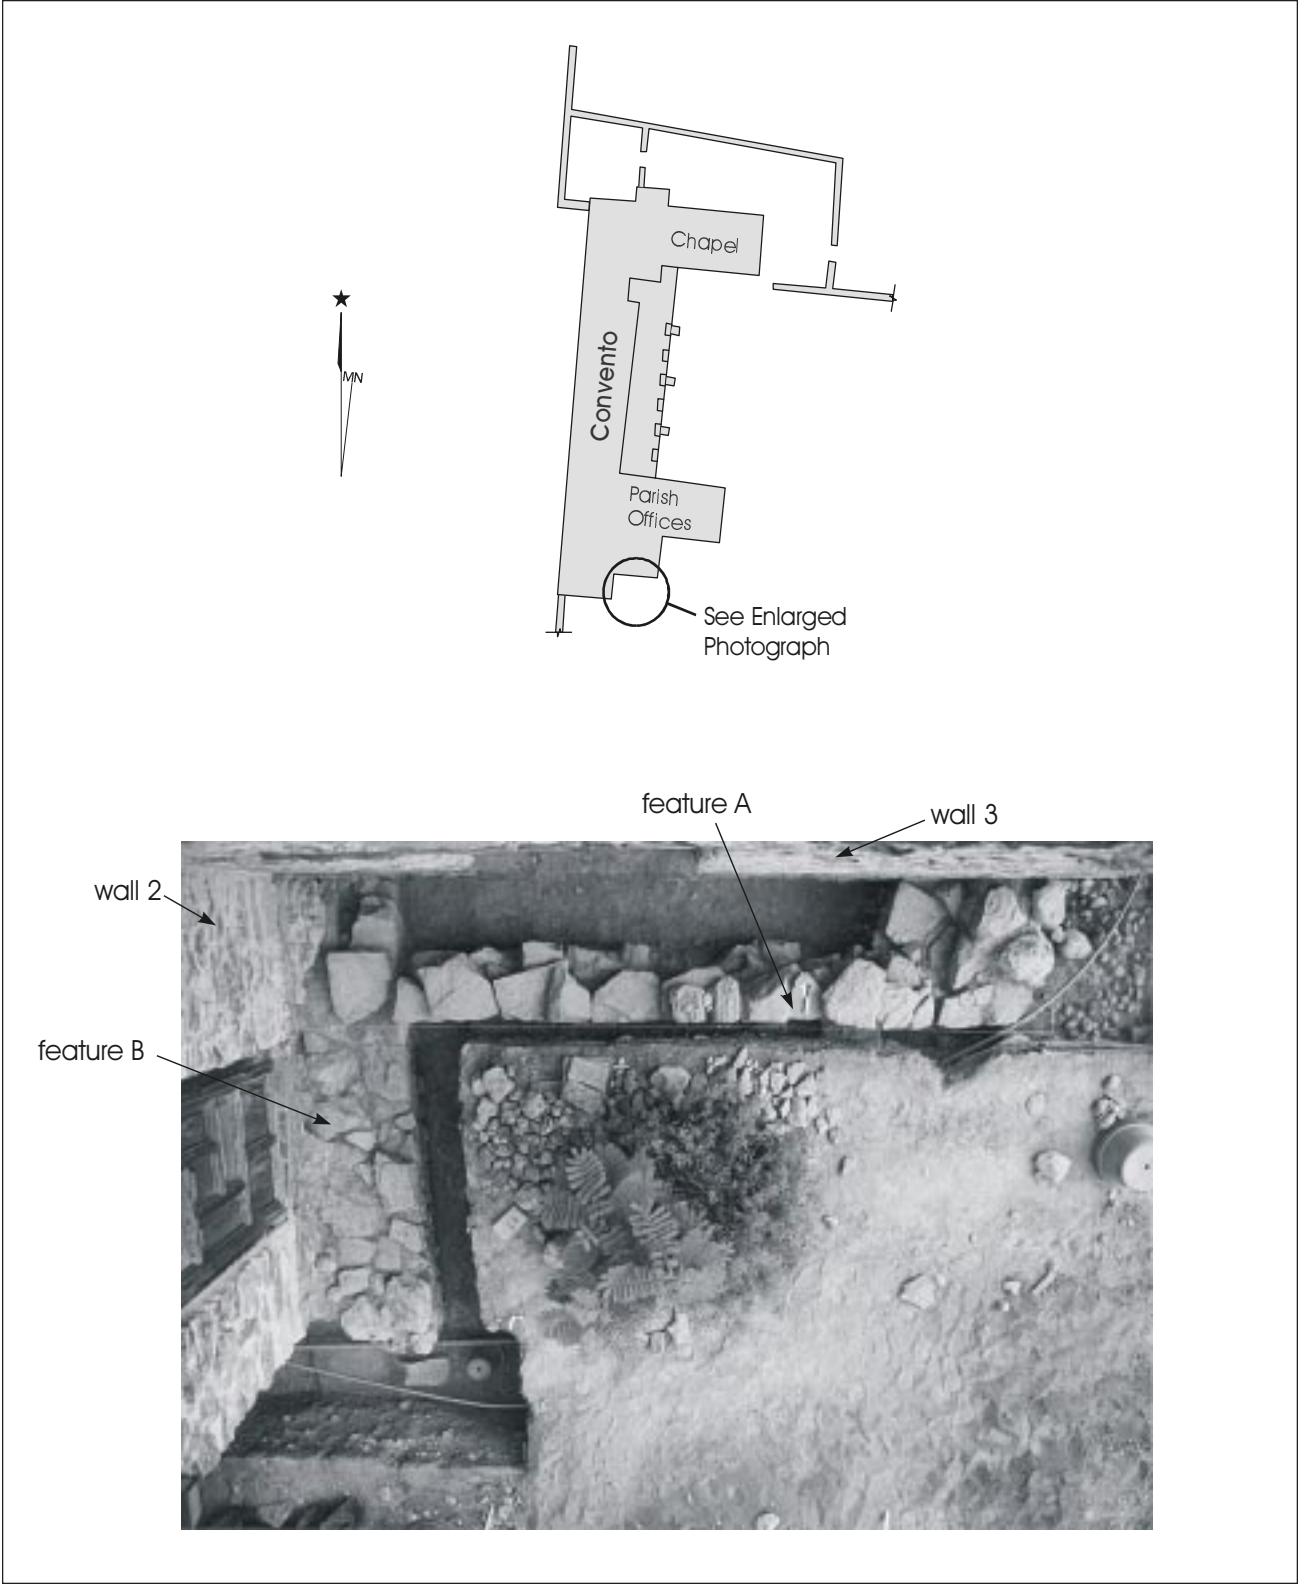 Chapel
MN
Convento
Parish
Offices
See Enlarged
Photograph
feature A
wall 3
wall 2
feature B